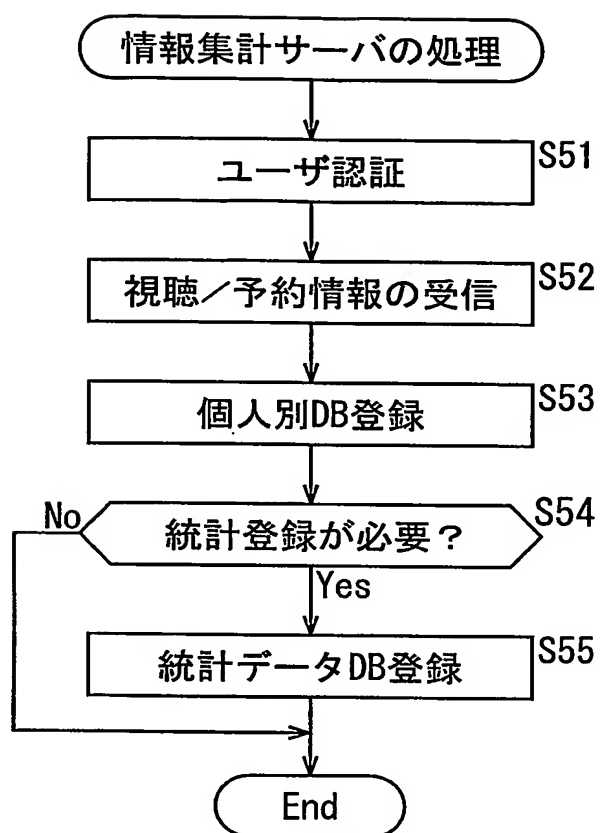 情報集計サーバの処理
ユーザ認証
S51
視聴／予約情報の受信
S52
個人別DB登録
S53
統計登録が必要？
S54
No
Yes
統計データDB登録
S55
End